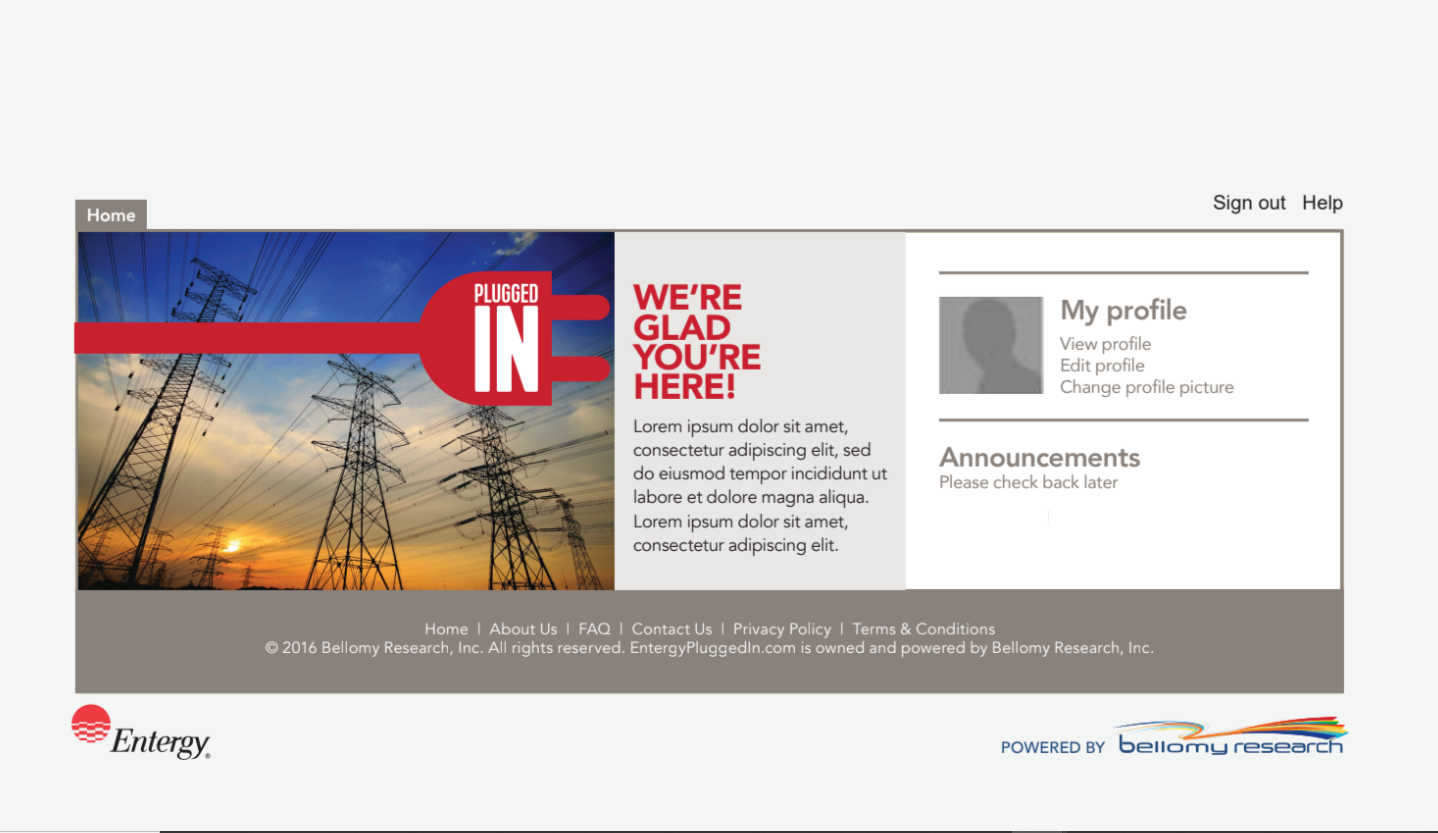 Sign out Help
Home
PLUGGED
IN
WE’RE
GLAD
YOU’RE
HERE!
Lorem ipsum dolor sit amet,
consectetur adipiscing elit, sed
do eiusmod tempor incididunt ut
labore et dolore magna aliqua.
Lorem ipsum dolor sit amet,
consectetur adipiscing elit.
My profile
View profile
Edit profile
Change profile picture
Announcements
Please check back later
Home | About Us | FAQ | Contact Us | Privacy Policy | Terms & Conditions
© 2016 Bellomy Research, Inc. All rights reserved. EntergyPluggedIn.com is owned and powered by Bellomy Research, Inc.
Entergy®
POWERED BY bellomy research